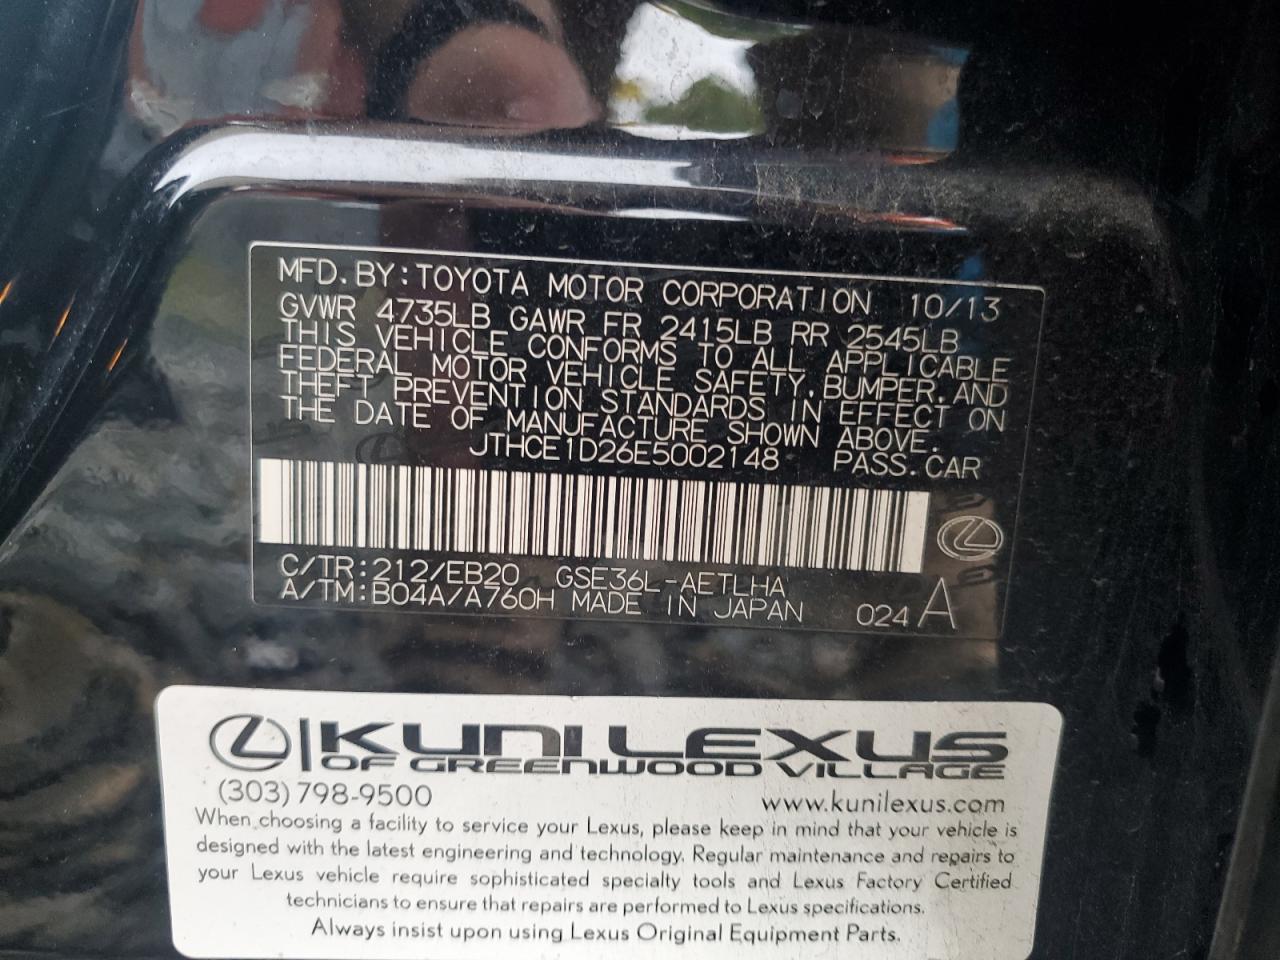 MFD. BY: TOYOTA MOTOR CORPORATION 10/13
GVWR 4735LB GAWR FR 2415LB RR 2545LB
THIS VEHICLE CONFORMS TO ALL APPLICABLE
FEDERAL MOTOR VEHICLE SAFETY, BUMPER, AND
THEFT PREVENTION STANDARDS IN EFFECT ON
THE DATE OF MANUFACTURE SHOWN ABOVE.
JTHCE1D26E5002148 PASS. CAR
C/TR: 212/EB20 GSE36L-AETLHA
A/TM: B04A/A760H MADE IN JAPAN 024 A
KUNI LEXUS
OF GREENWOOD VILLAGE
(303) 798-9500 www.kunilexus.com
When choosing a facility to service your Lexus, please keep in mind that your vehicle is
designed with the latest engineering and technology. Regular maintenance and repairs to
your Lexus vehicle require sophisticated specialty tools and Lexus Factory Certified
technicians to ensure that repairs are performed to Lexus specifications.
Always insist upon using Lexus Original Equipment Parts.